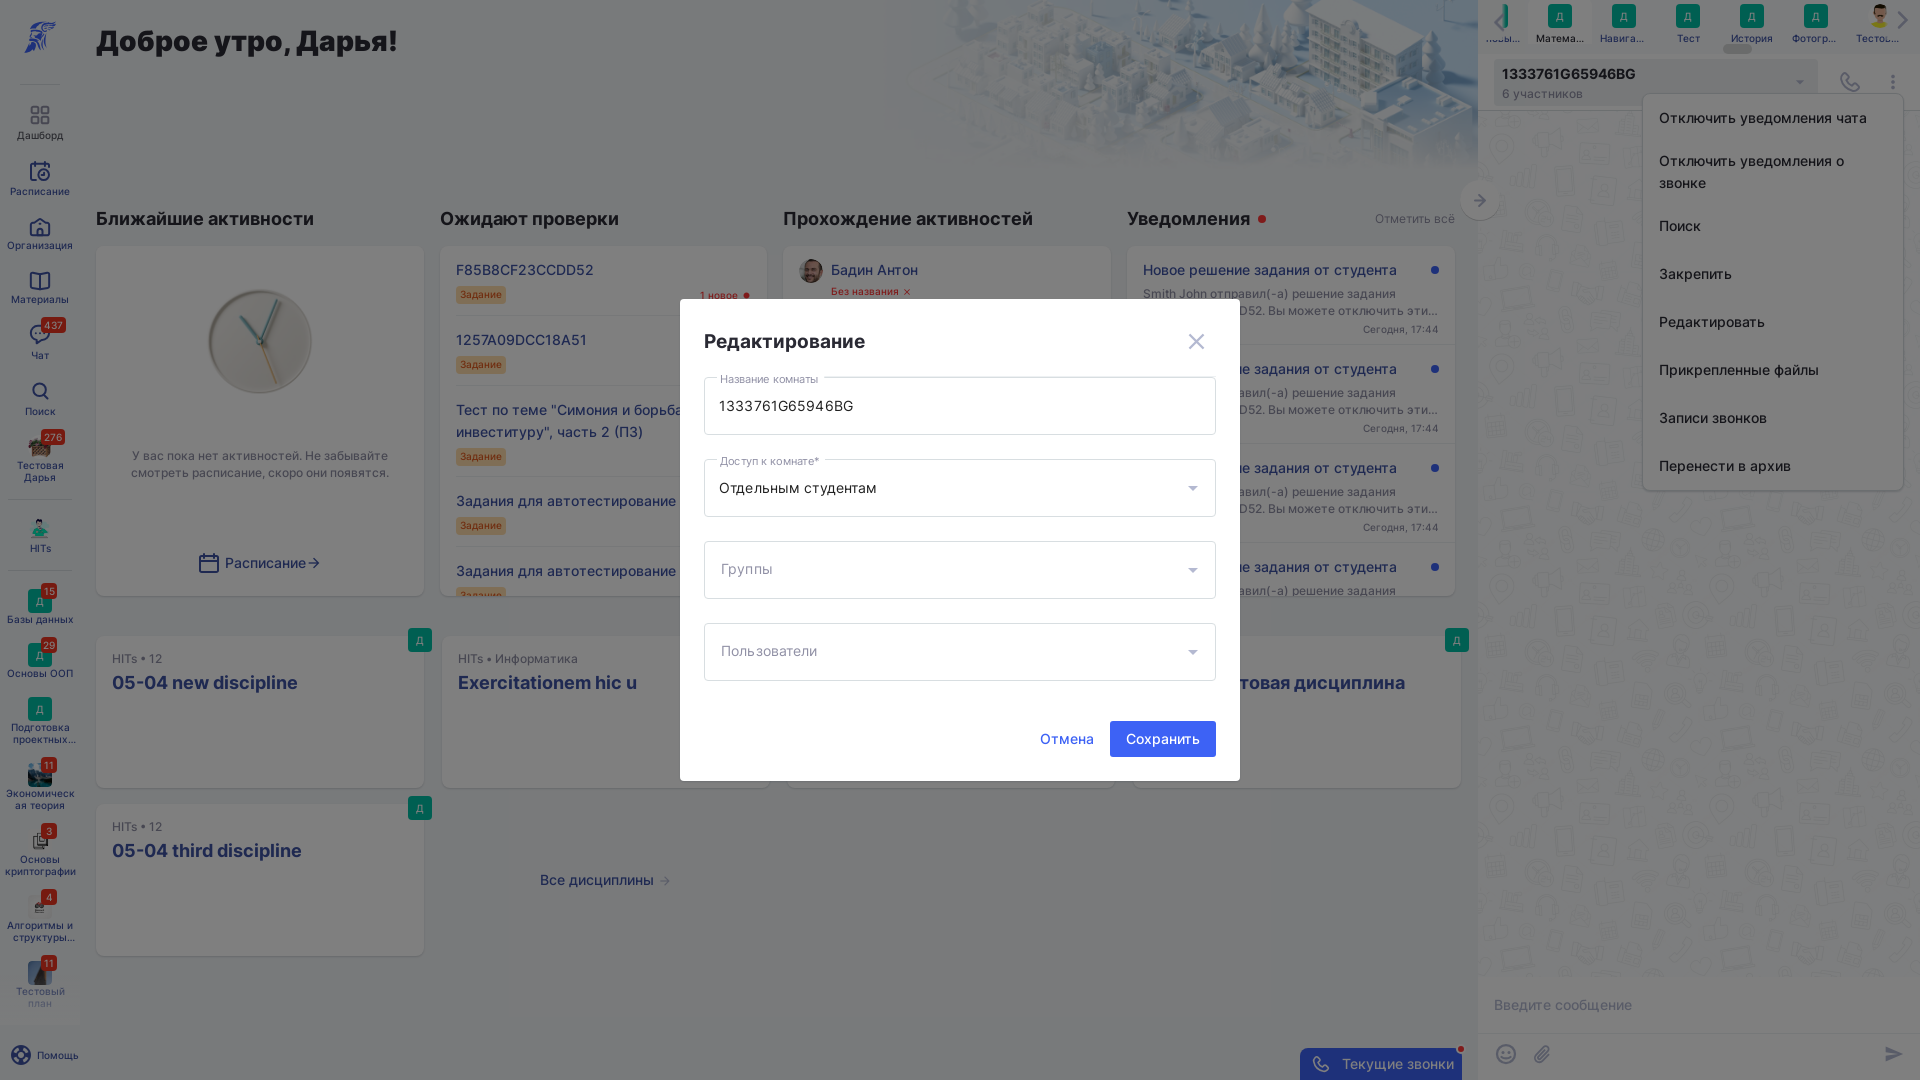 Доброе утро, Дарья!
Дашборд
Расписание
Организация
Материалы
437
Чат
Поиск
276
Тестовая
Дарья
HITs
15
Д
Базы данных
29
Д
Основы ООП
Д
Подготовка
проектных...
11
Экономическ
ая теория
3
Основы
криптографии
4
Алгоритмы и
структуры...
11
Тестовый
план
Помощь
Ближайшие активности
У вас пока нет активностей. Не забывайте
смотреть расписание, скоро они появятся.
Расписание
Ожидают проверки
F85B8CF23CCDD52
Задание
1 новое
1257A09DCC18A51
Задание
Тест по теме "Симония и борьба
инвеституру", часть 2 (ПЗ)
Задание
Задания для автотестирование
Задание
Задания для автотестирование
Задание
Прохождение активностей
Бадин Антон
Без названия
Уведомления
Отметить всё
Новое решение задания от студента
Smith John отправил(-а) решение задания
D52. Вы можете отключить эти...
Сегодня, 17:44
ие задания от студента
равил(-а) решение задания
D52. Вы можете отключить эти...
Сегодня, 17:44
ие задания от студента
равил(-а) решение задания
D52. Вы можете отключить эти...
Сегодня, 17:44
ие задания от студента
равил(-а) решение задания
Д
HITs • 12
05-04 new discipline
HITs • Информатика
Exercitationem hic u
Д
товая дисциплина
Д
HITs • 12
05-04 third discipline
Все дисциплины
Редактирование
Название комнаты
1333761G65946BG
Доступ к комнате*
Отдельным студентам
Группы
Пользователи
Отмена
Сохранить
Д
Матема...
Д
Навига...
Д
Тест
Д
История
Д
Фотогр...
Тестов...
1333761G65946BG
6 участников
Отключить уведомления чата
Отключить уведомления о
звонке
Поиск
Закрепить
Редактировать
Прикрепленные файлы
Записи звонков
Перенести в архив
Введите сообщение
Текущие звонки